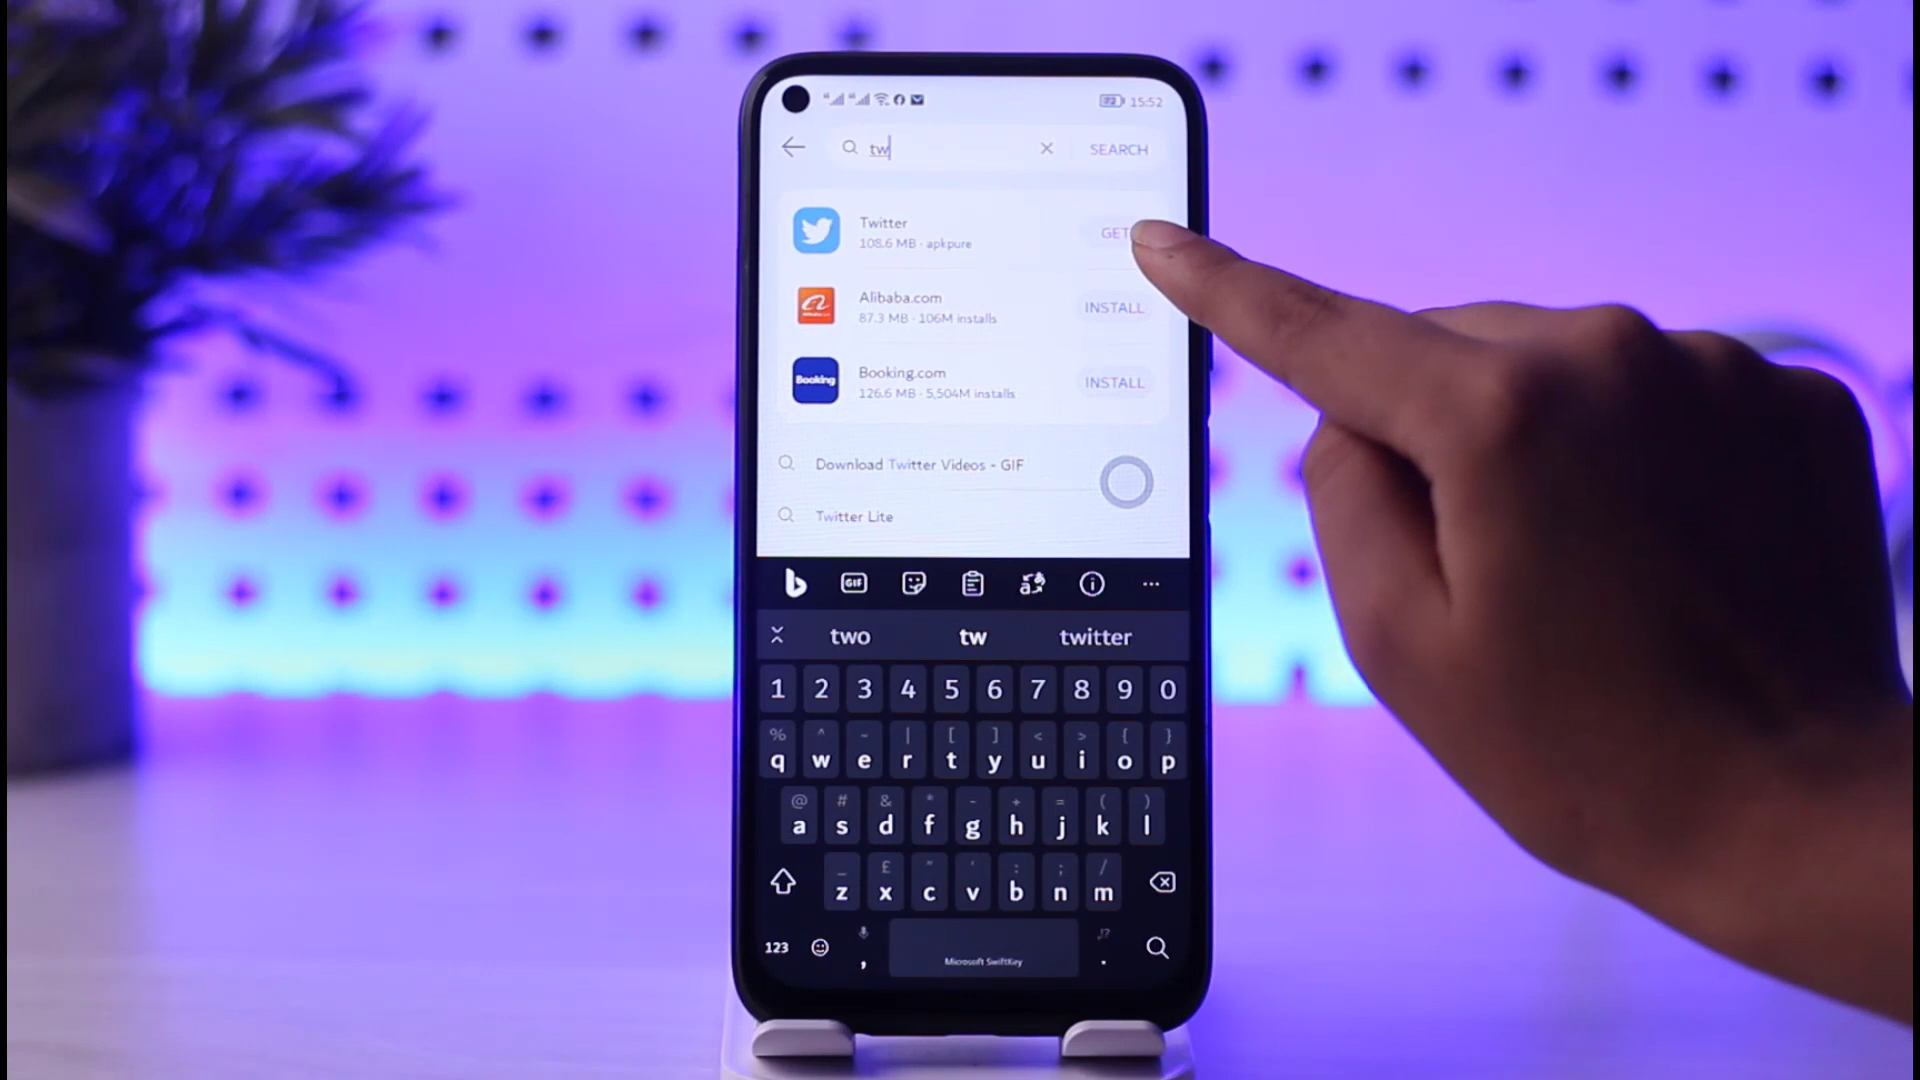 15:52
tw
SEARCH
Twitter
108.6 MB · apkpure
GET
Alibaba.com
87.3 MB · 106M installs
INSTALL
Booking
Booking.com
126.6 MB · 5,504M installs
INSTALL
Download Twitter Videos - GIF
Twitter Lite
GIF
two tw twitter
1 2 3 4 5 6 7 8 9 0
% ^ ~ | [ ] < > { }
q w e r t y u i o p
@ # & * - + = ( )
a s d f g h j k l
_ £ " ' : ; /
z x c v b n m
!?
123 , Microsoft SwiftKey .